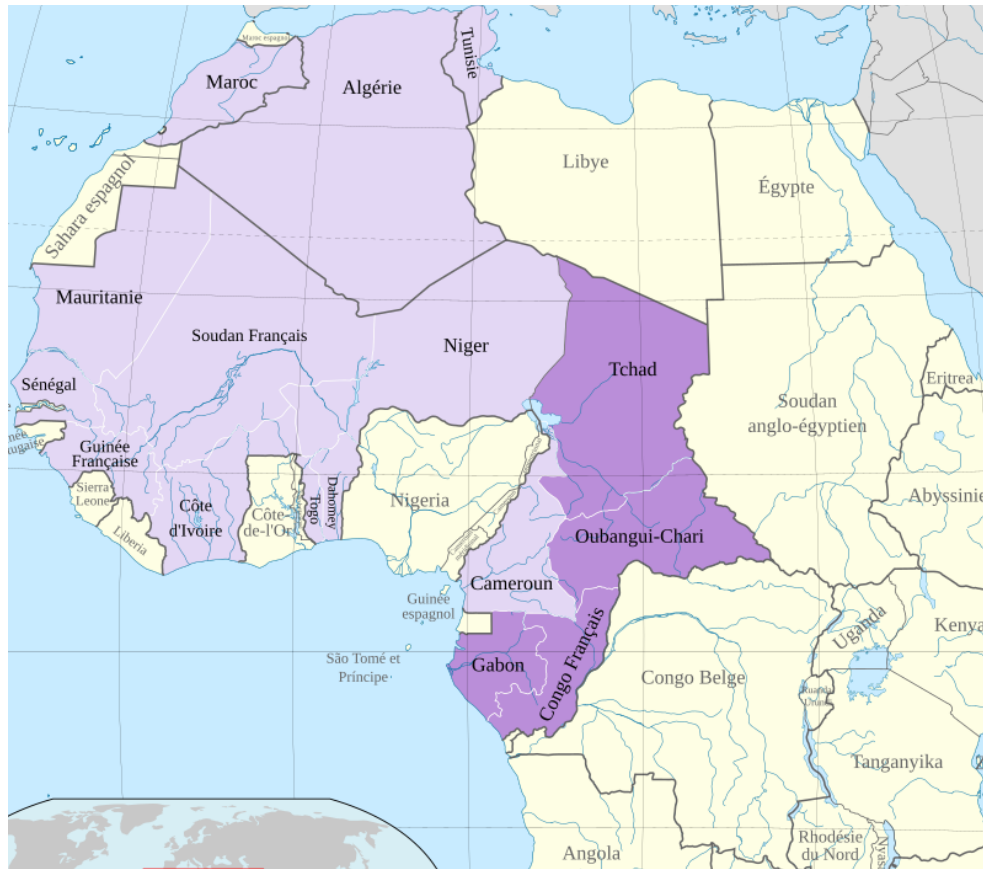 Maroc espagnol
Tunisie
Maroc
Algérie
Libye
Égypte
Sahara espagnol
Mauritanie
Soudan Français
Niger
Tchad
Sénégal
Eritrea
Soudan
anglo-égyptien
Guinée
Française
Sierra
Leone
Liberia
Côte
d'Ivoire
Côte-
de-l'Or
Togo
Dahomey
Nigeria
Abyssinie
Oubangui-Chari
Cameroun
Guinée
espagnol
São Tomé et
Príncipe
Gabon
Congo Français
Congo Belge
Uganda
Kenya
Tanganyika
Angola
Rhodésie
du Nord